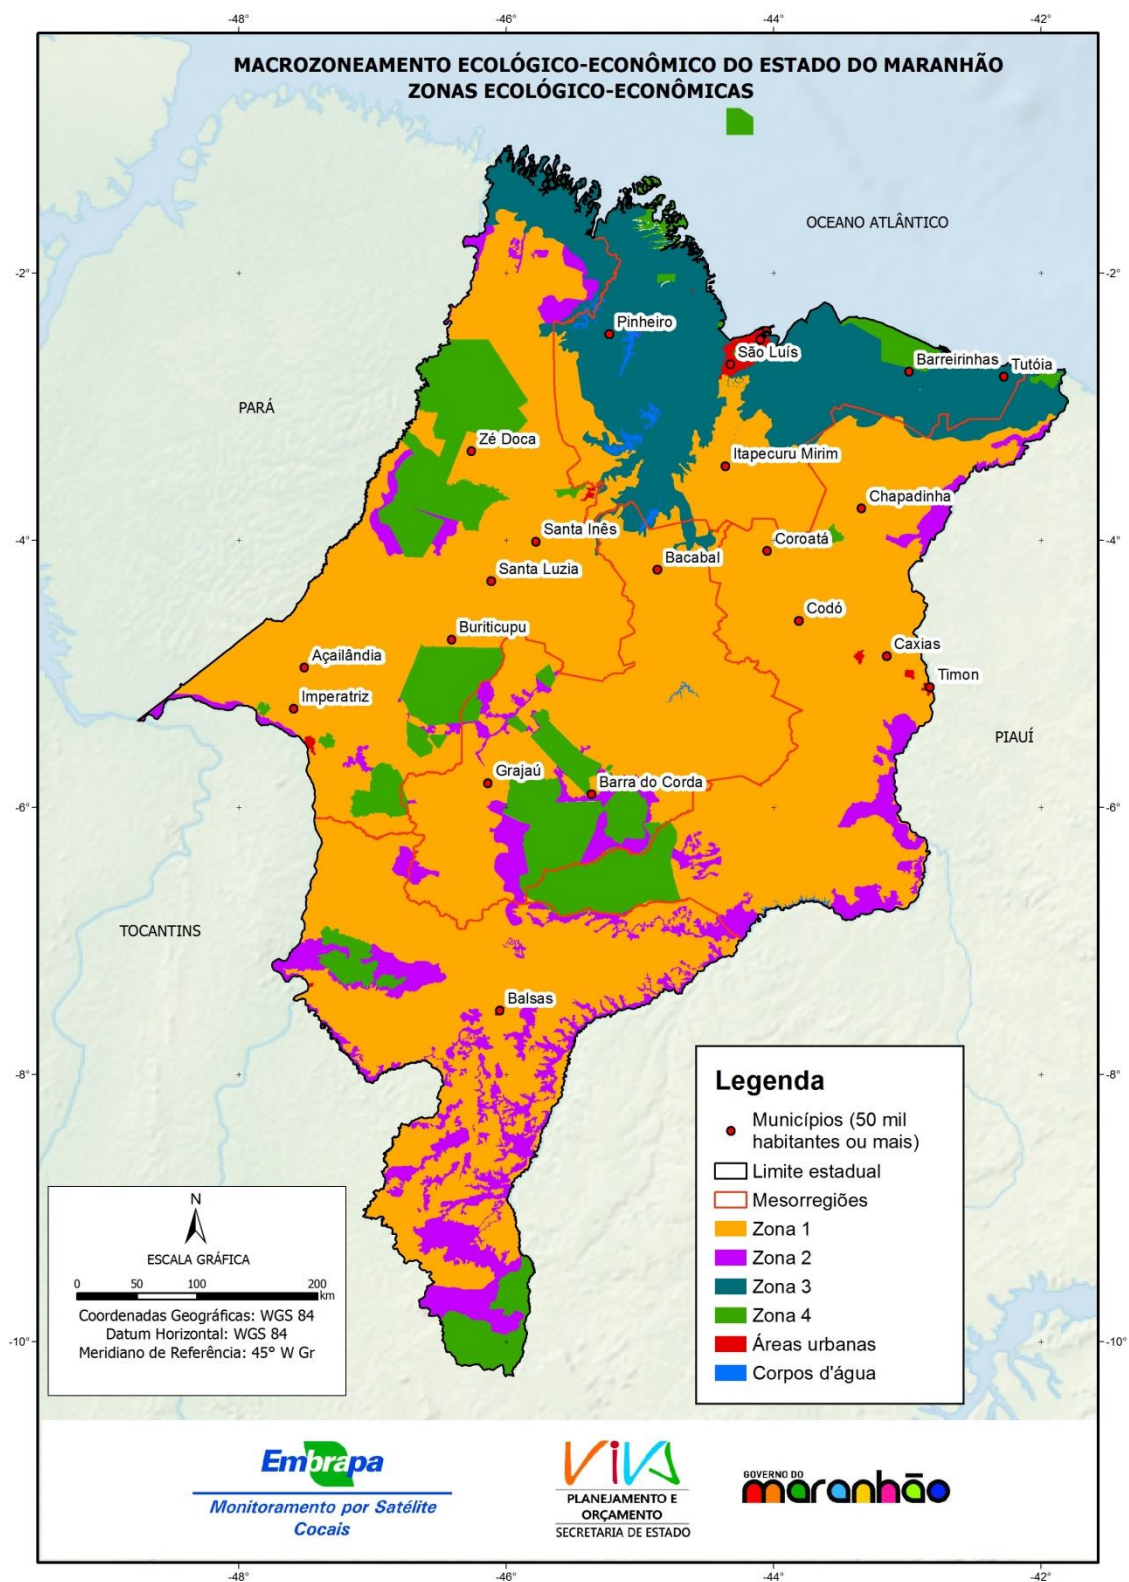 -48° -46° -44° -42°
MACROZONEAMENTO ECOLÓGICO-ECONÔMICO DO ESTADO DO MARANHÃO
ZONAS ECOLÓGICO-ECONÔMICAS
OCEANO ATLÂNTICO
-2° -2°
Pinheiro
São Luís
Barreirinhas
Tutóia
PARÁ
Zé Doca
Itapecuru Mirim
Chapadinha
Santa Inês
-4° -4°
Coroatá
Bacabal
Santa Luzia
Codó
Buriticupu
Caxias
Açailândia
Timon
Imperatriz
PIAUÍ
Grajaú
Barra do Corda
-6° -6°
TOCANTINS
Balsas
-8° -8°
Legenda
Municípios (50 mil
habitantes ou mais)
Limite estadual
Mesorregiões
Zona 1
Zona 2
Zona 3
Zona 4
Áreas urbanas
Corpos d'água
N
ESCALA GRÁFICA
0 50 100 200
km
Coordenadas Geográficas: WGS 84
Datum Horizontal: WGS 84
Meridiano de Referência: 45° W Gr
-10° -10°
Embrapa
Monitoramento por Satélite
Cocais
VIVA
PLANEJAMENTO E
ORÇAMENTO
SECRETARIA DE ESTADO
GOVERNO DO
maranhão
-48° -46° -44° -42°